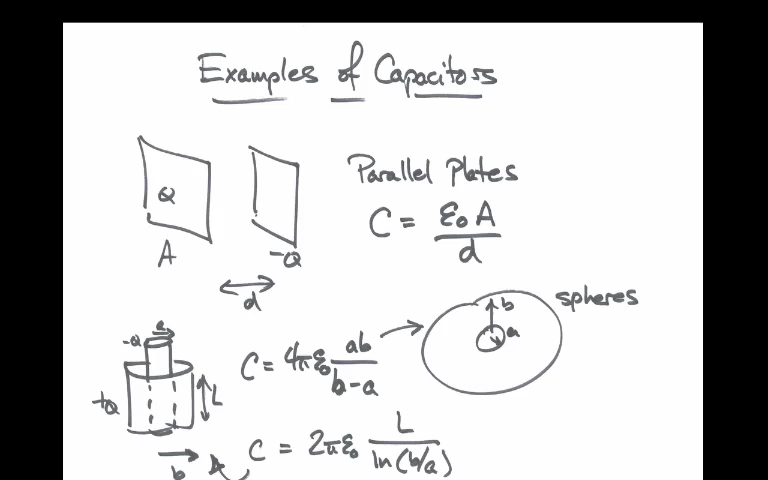 Examples of Capacitors
Q
A
-Q
d
Parallel Plates
C = ε₀A/d
spheres
b
a
C = 4πε₀ ab/(b-a)
-Q
a
+Q
L
b
C = 2πε₀ L/ln(b/a)